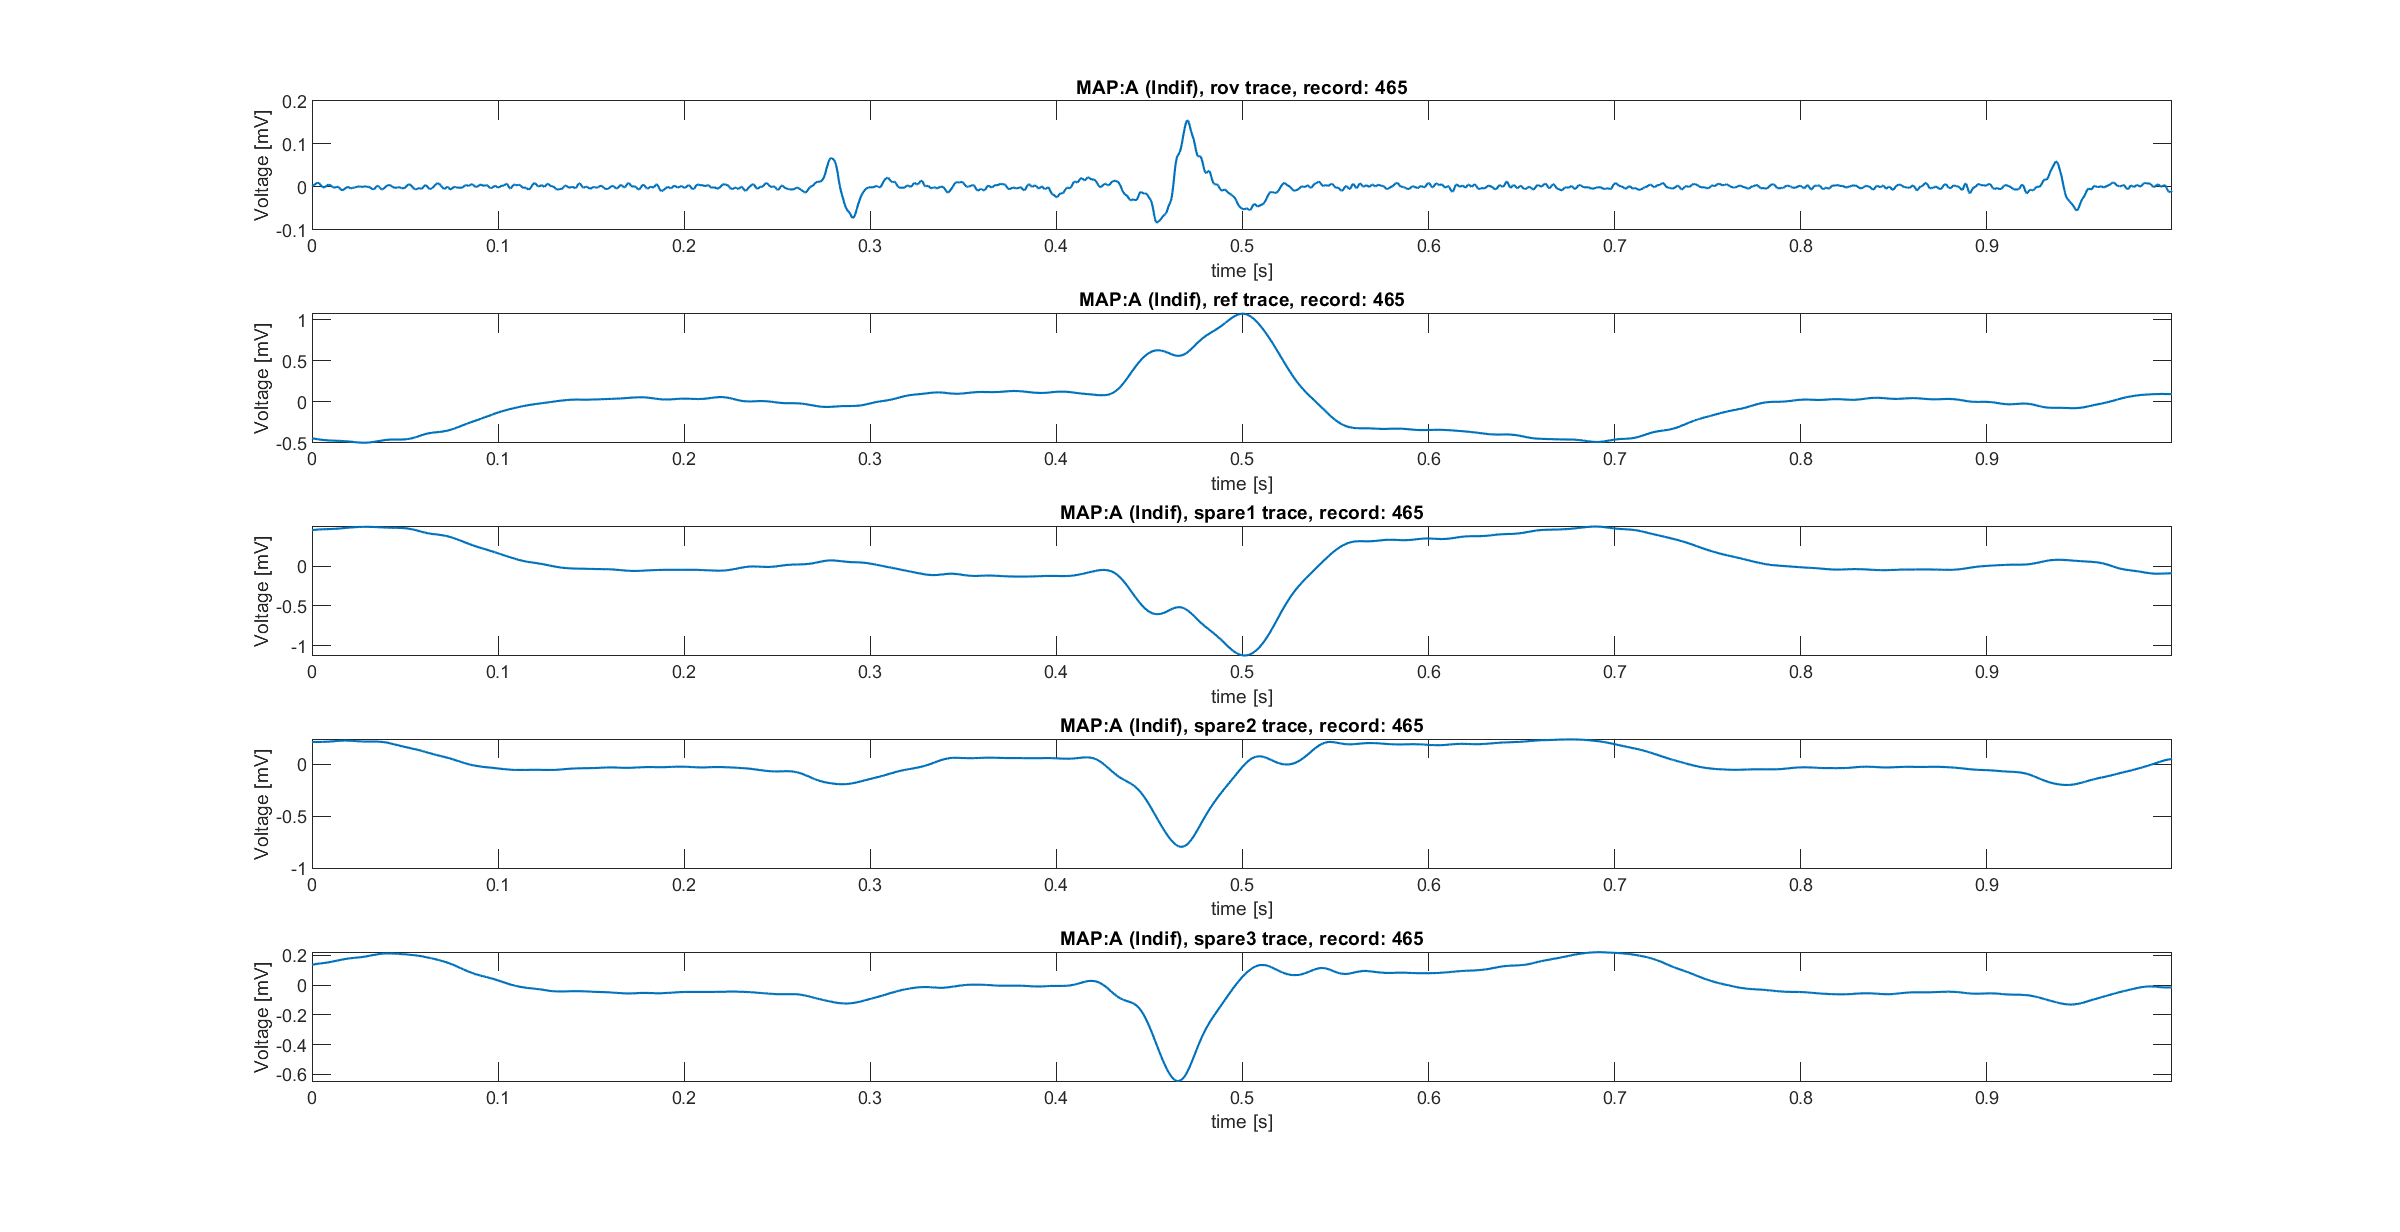 MAP:A (Indif), rov trace, record: 465
Voltage [mV]
0.2
0.1
0
-0.1
0 0.1 0.2 0.3 0.4 0.5 0.6 0.7 0.8 0.9
time [s]
MAP:A (Indif), ref trace, record: 465
Voltage [mV]
1
0.5
0
-0.5
0 0.1 0.2 0.3 0.4 0.5 0.6 0.7 0.8 0.9
time [s]
MAP:A (Indif), spare1 trace, record: 465
Voltage [mV]
0
-0.5
-1
0 0.1 0.2 0.3 0.4 0.5 0.6 0.7 0.8 0.9
time [s]
MAP:A (Indif), spare2 trace, record: 465
Voltage [mV]
0
-0.5
-1
0 0.1 0.2 0.3 0.4 0.5 0.6 0.7 0.8 0.9
time [s]
MAP:A (Indif), spare3 trace, record: 465
Voltage [mV]
0.2
0
-0.2
-0.4
-0.6
0 0.1 0.2 0.3 0.4 0.5 0.6 0.7 0.8 0.9
time [s]